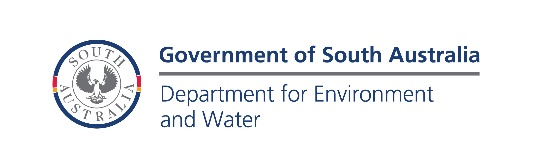 SOUTH
AUSTRALIA
Government of South Australia
Department for Environment
and Water